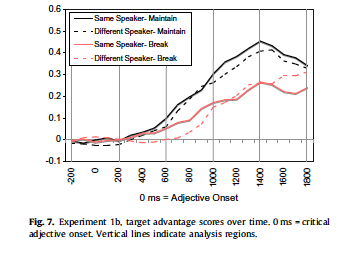 0.6
0.5
0.4
0.3
0.2
0.1
0
-0.1
Same Speaker- Maintain
Different Speaker- Maintain
Same Speaker- Break
Different Speaker- Break
-200 0 200 400 600 800 1000 1200 1400 1600 1800
0 ms = Adjective Onset
Fig. 7. Experiment 1b, target advantage scores over time. 0 ms = critical
adjective onset. Vertical lines indicate analysis regions.